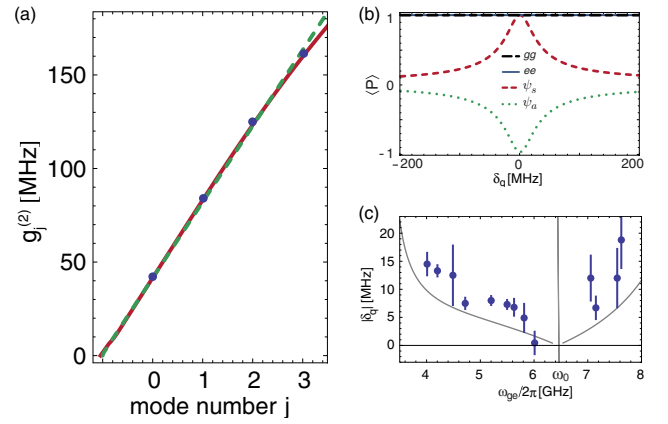 (a)
150
100
50
0
0
1
2
3
mode number j
g_j^(2) [MHz]
(b)
1
0
-1
⟨P⟩
gg
ee
ψ_s
ψ_a
-200
0
200
δ_q[MHz]
(c)
20
15
10
5
0
|δ_q| [MHz]
4
5
6
ω_0
7
8
ω_ge/2π[GHz]